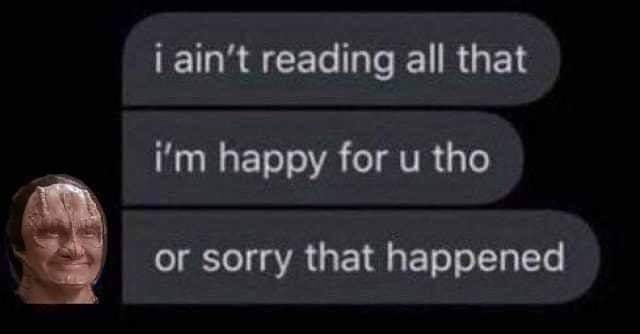 i ain't reading all that
i'm happy for u tho
or sorry that happened